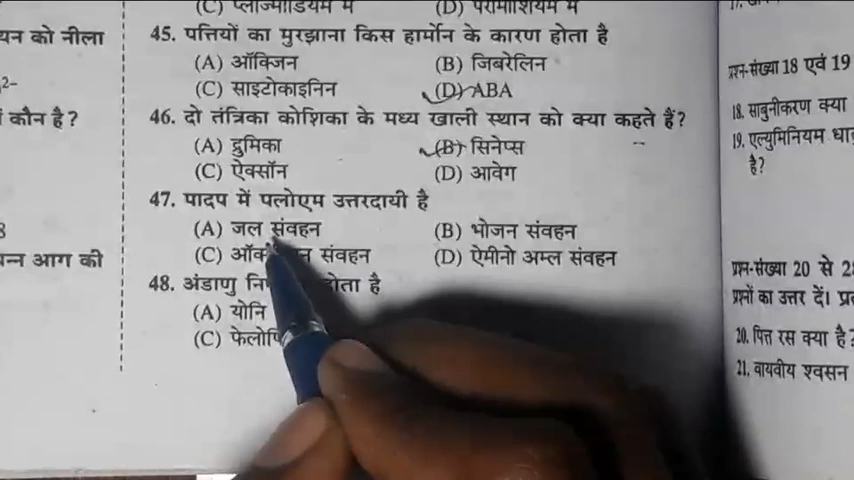 यन को नीला
2-
कौन है?
8
आग की
(C) प्लाज्मोडियम में (D) पैरामीशियम में
45. पत्तियों का मुरझाना किस हार्मोन के कारण होता है
(A) ऑक्जिन (B) जिबरेलिन
(C) साइटोकाइनिन (D) ABA
46. दो तंत्रिका कोशिका के मध्य खाली स्थान को क्या कहते हैं?
(A) द्रुमिका (B) सिनेप्स
(C) ऐक्सॉन (D) आवेग
47. पादप में फ्लोएम उत्तरदायी है
(A) जल संवहन (B) भोजन संवहन
(C) संवहन (D) ऐमीनो अम्ल संवहन
48. अंडाणु होता है
(A) योनि
(C)
प्रश्न-संख्या 18 एवं 19
18. साबुनीकरण क्या
19. एल्युमिनियम
है?
प्रश्न-संख्या 20 से
प्रश्नों का उत्तर दें।
20. पित्त रस क्या है?
21. वायवीय श्वसन